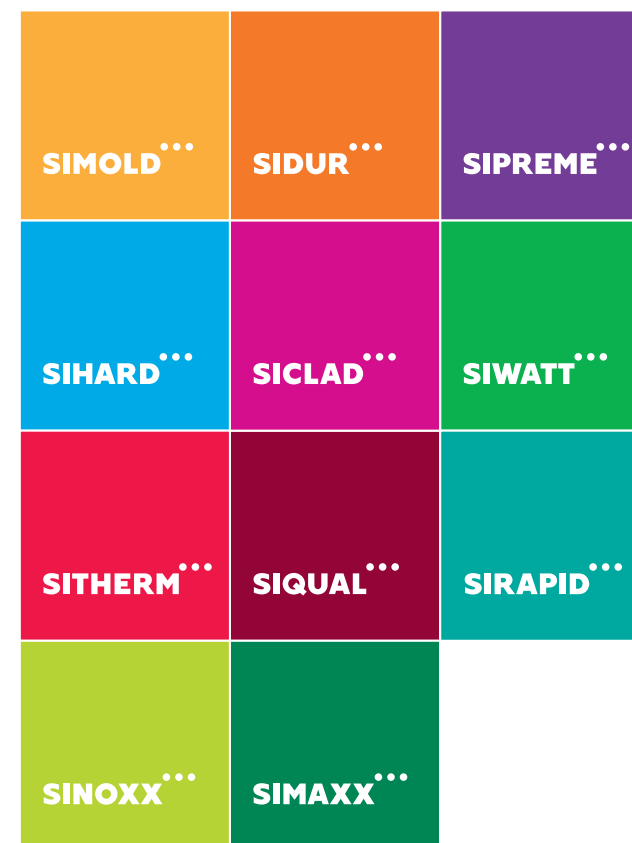 SIMOLD•••
SIDUR•••
SIPREME•••
SIHARD•••
SICLAD•••
SIWATT•••
SITHERM•••
SIQUAL•••
SIRAPID•••
SINOXX•••
SIMAXX•••